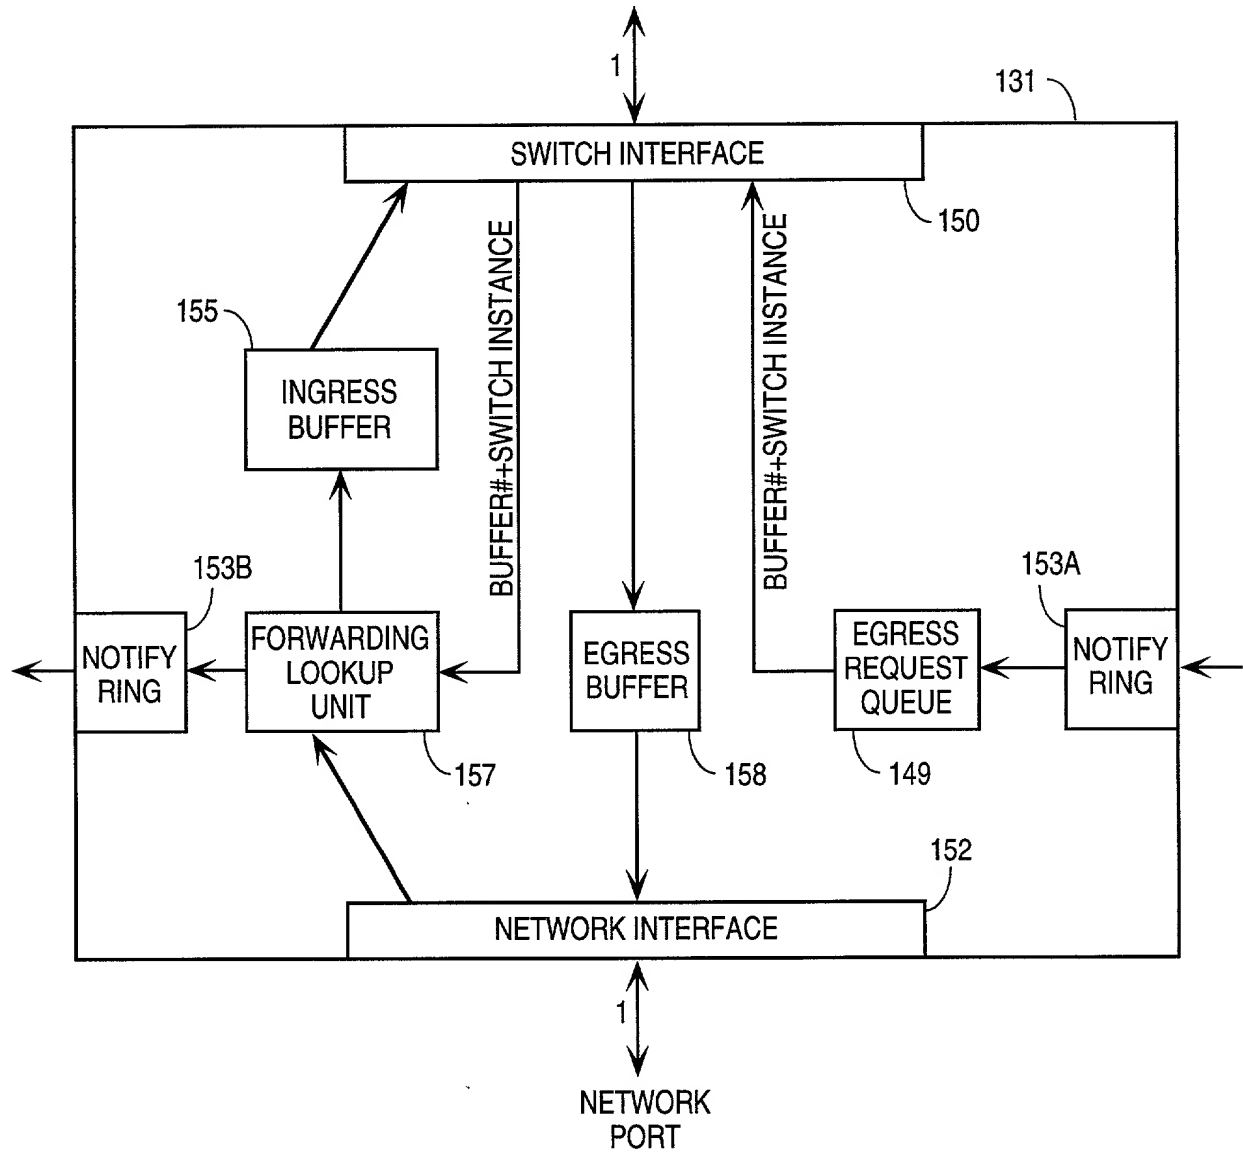 1
131
SWITCH INTERFACE
150
BUFFER#+SWITCH INSTANCE
BUFFER#+SWITCH INSTANCE
155
INGRESS
BUFFER
153B
153A
NOTIFY
RING
FORWARDING
LOOKUP
UNIT
EGRESS
BUFFER
EGRESS
REQUEST
QUEUE
NOTIFY
RING
157
158
149
152
NETWORK INTERFACE
1
NETWORK
PORT